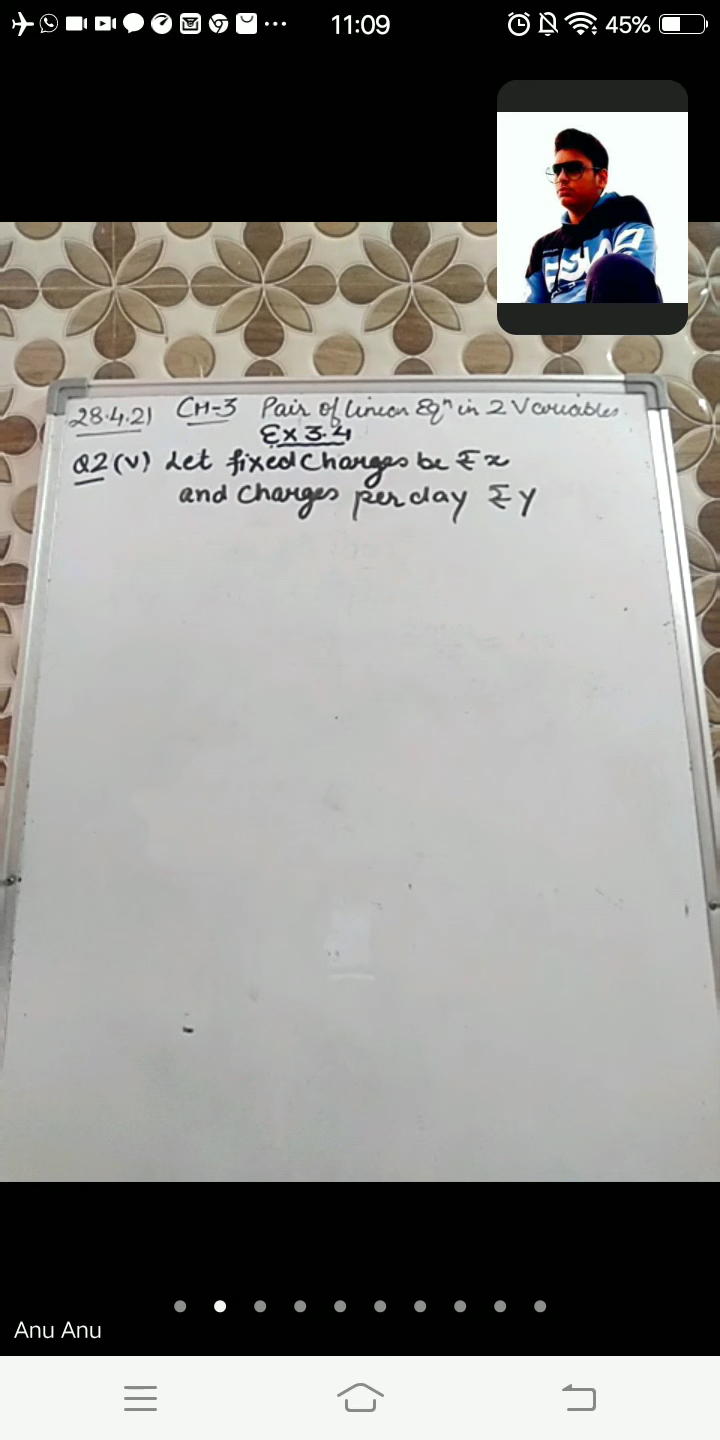 11:09
45%
28.4.21 CH-3 Pair of linear Eqⁿ in 2 Variables
Ex 3.4
Q2 (v) Let fixed Charges be ₹ x
and Charges per day ₹ y
Anu Anu